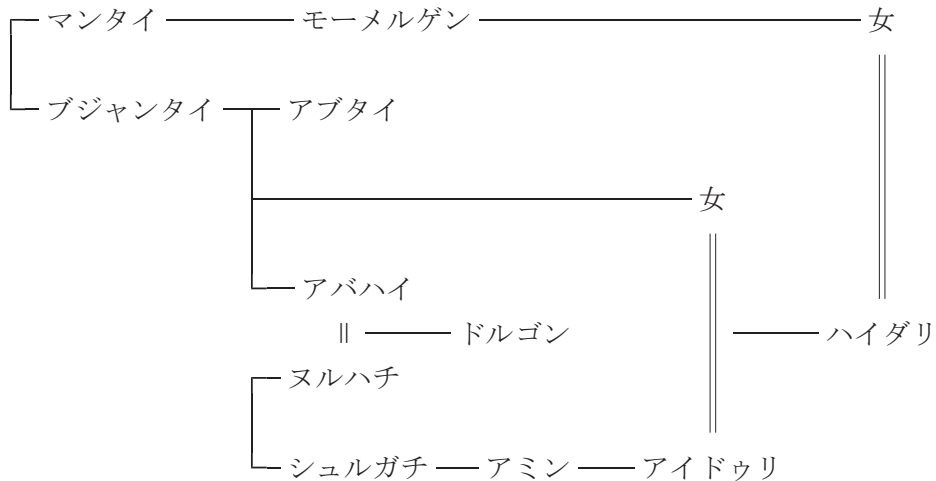 マンタイ モーメルゲン 女
ブジャンタイ アブタイ
女
アバハイ
॥ ドルゴン ハイダリ
ヌルハチ
シュルガチ アミン アイドゥリ